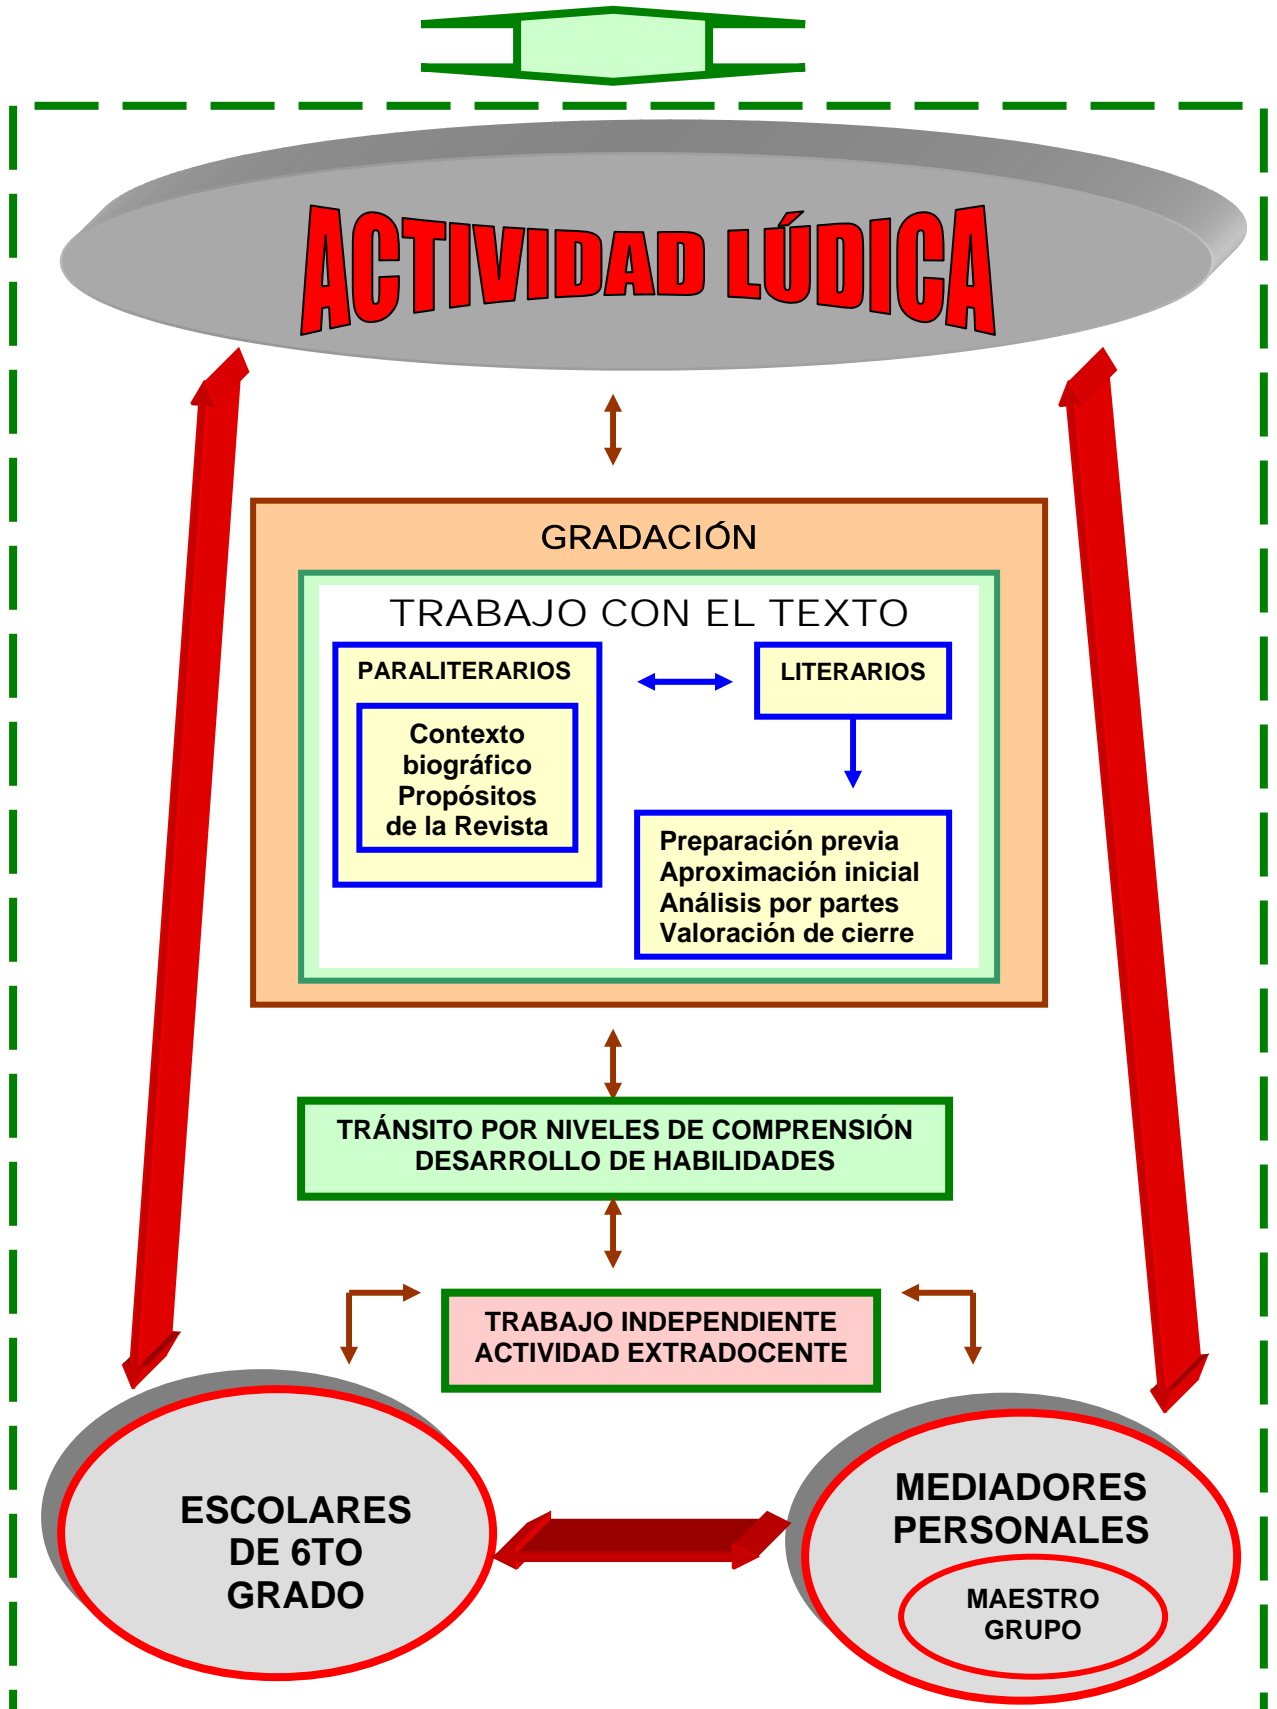 ACTIVIDAD LÚDICA
GRADACIÓN
TRABAJO CON EL TEXTO
PARALITERARIOS
Contexto
biográfico
Propósitos
de la Revista
LITERARIOS
Preparación previa
Aproximación inicial
Análisis por partes
Valoración de cierre
TRÁNSITO POR NIVELES DE COMPRENSIÓN
DESARROLLO DE HABILIDADES
TRABAJO INDEPENDIENTE
ACTIVIDAD EXTRADOCENTE
ESCOLARES
DE 6TO
GRADO
MEDIADORES
PERSONALES
MAESTRO
GRUPO